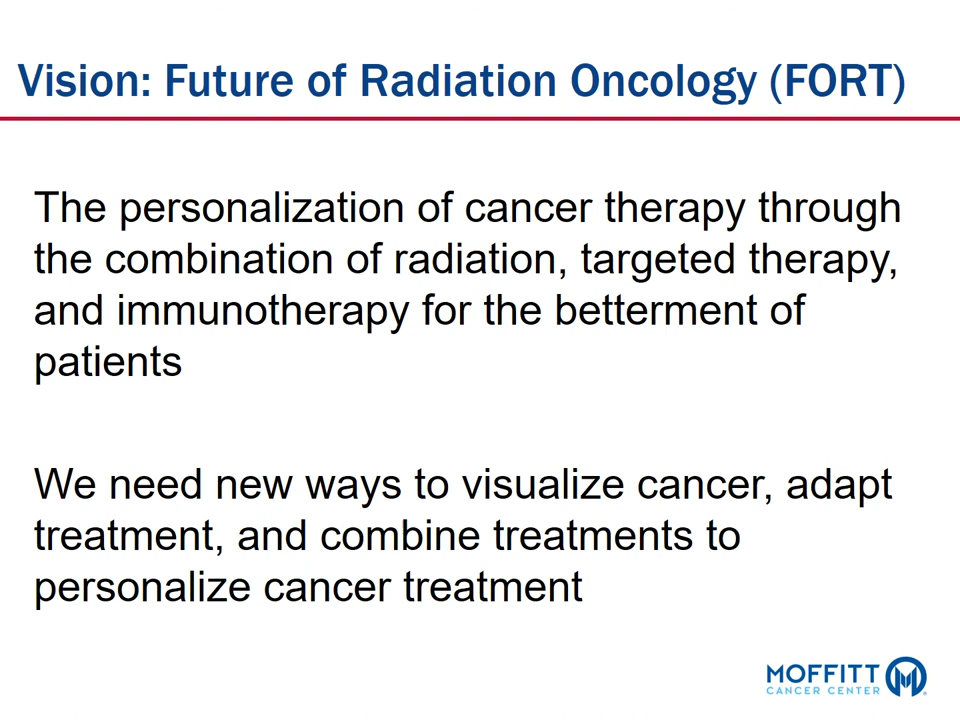 Vision: Future of Radiation Oncology (FORT)
The personalization of cancer therapy through
the combination of radiation, targeted therapy,
and immunotherapy for the betterment of
patients
We need new ways to visualize cancer, adapt
treatment, and combine treatments to
personalize cancer treatment
MOFFITT
CANCER CENTER